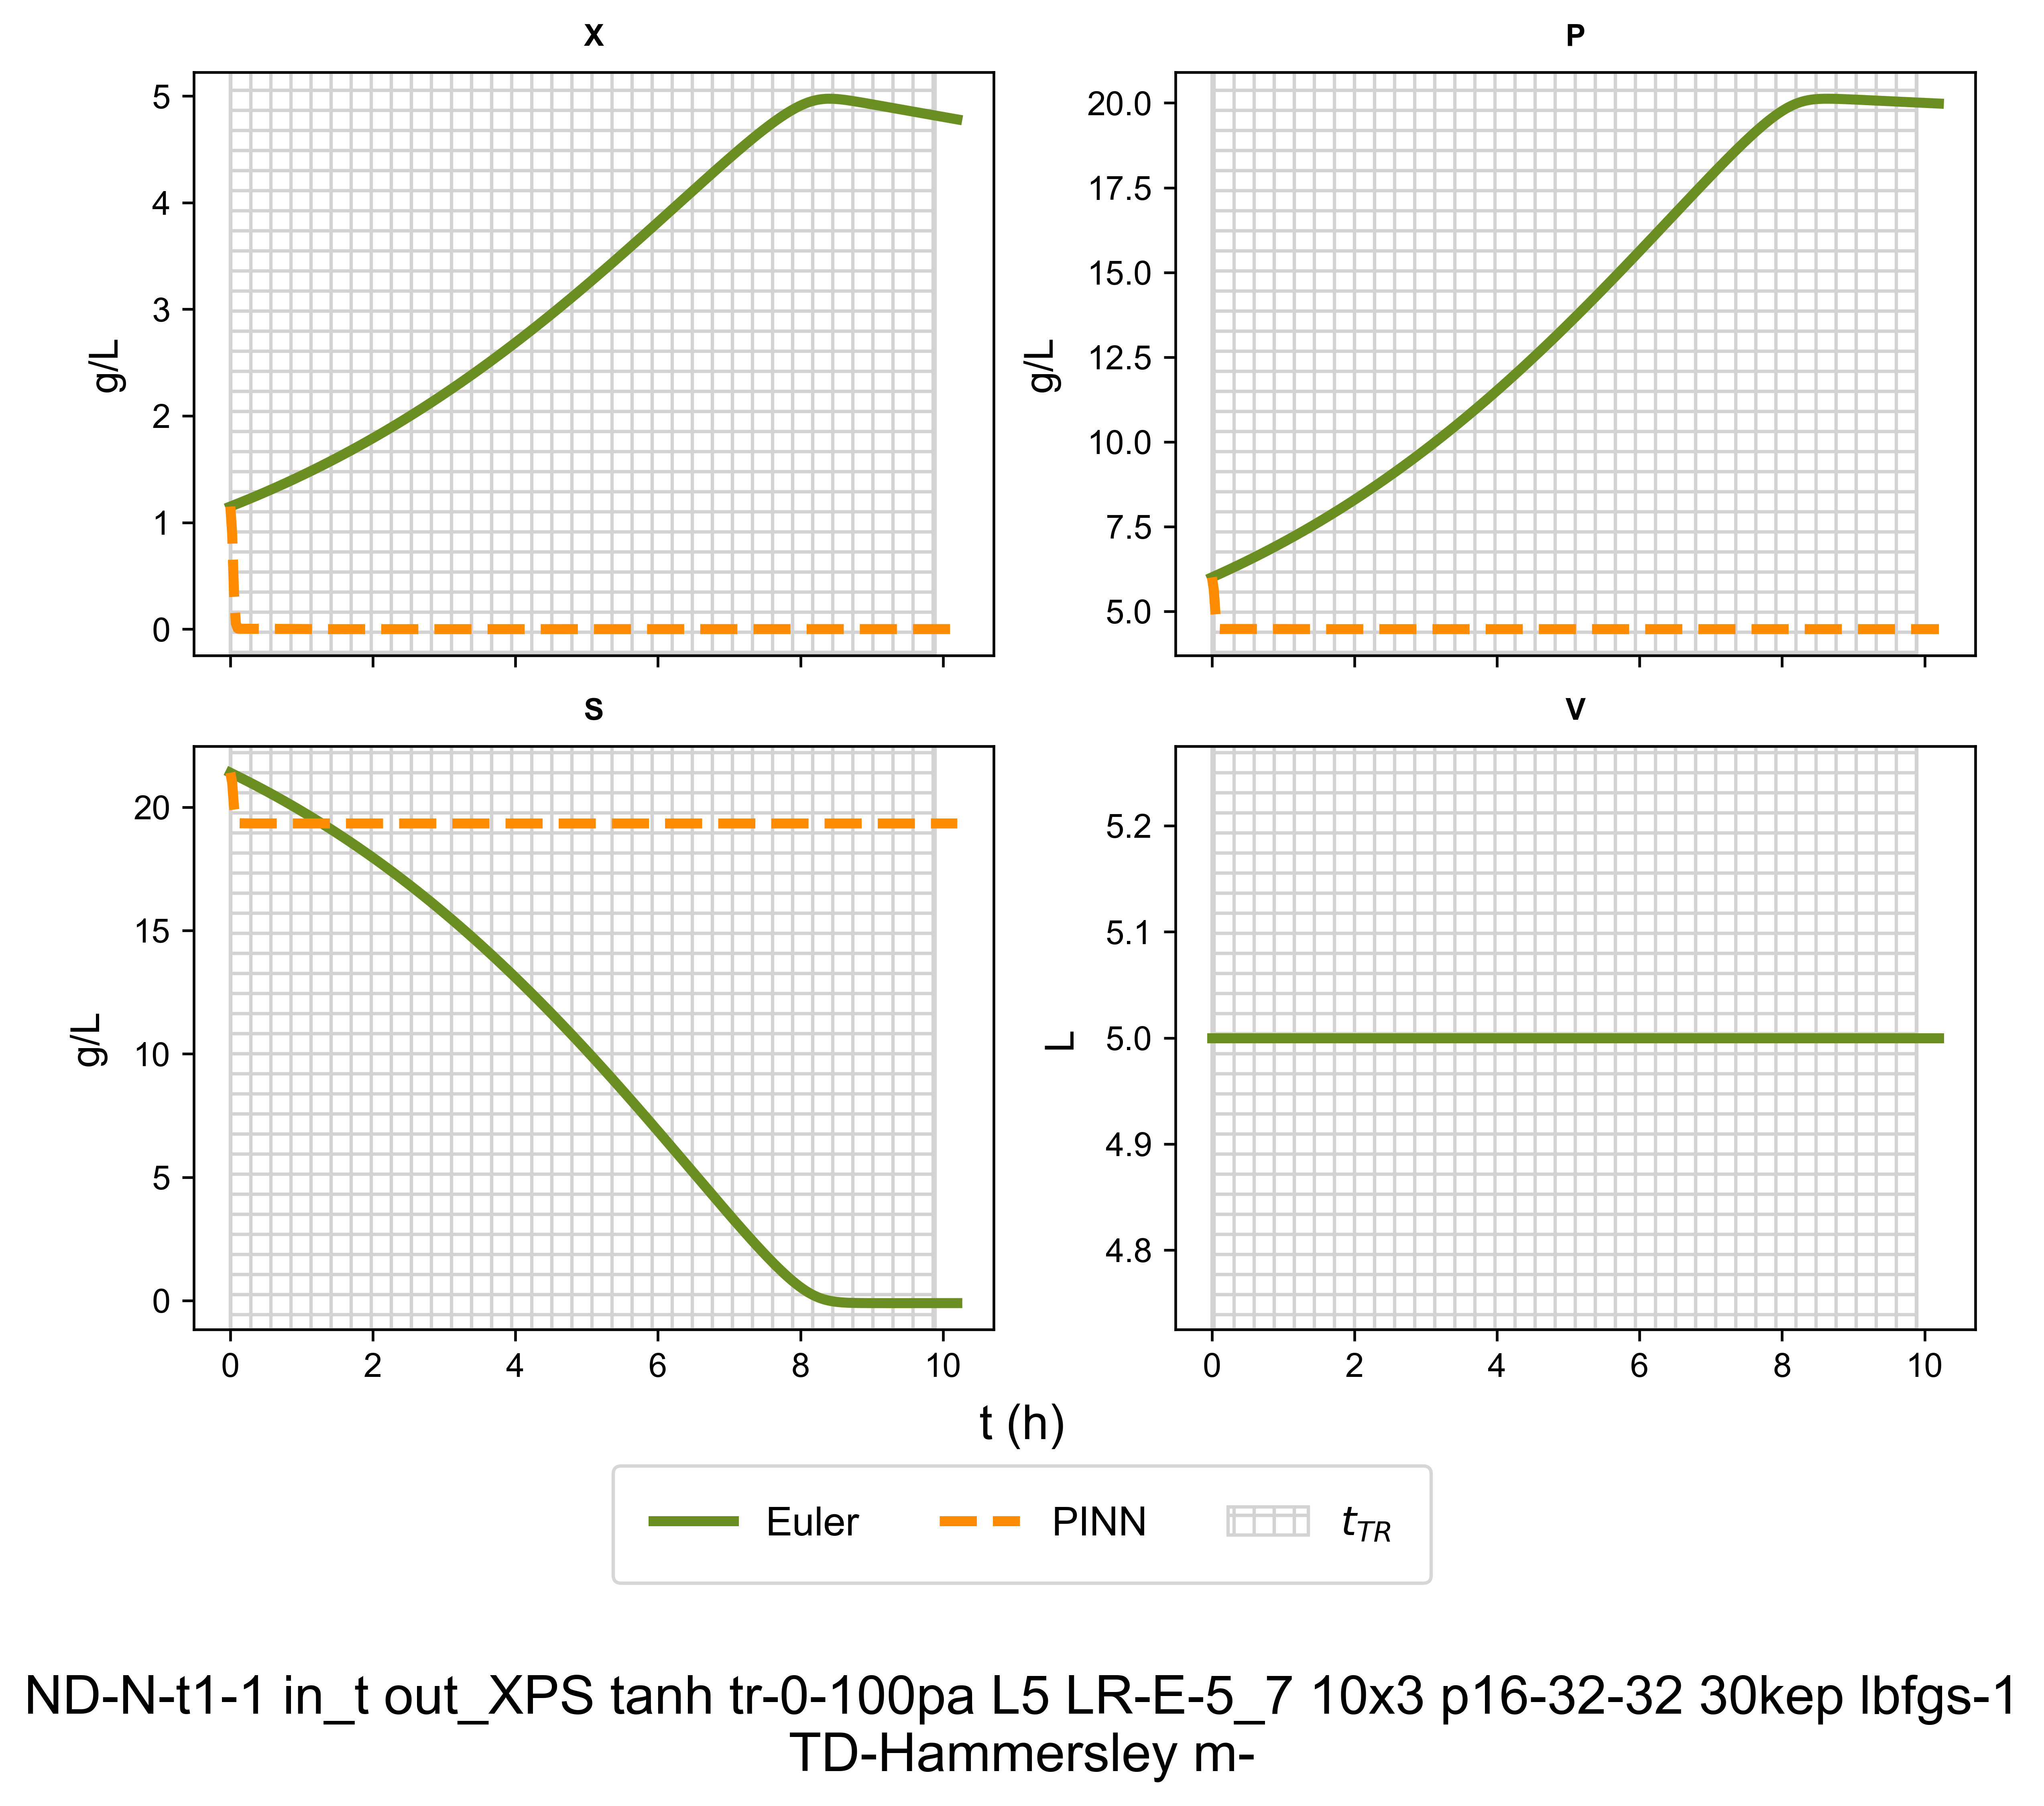 X
P
5
4
3
2
1
0
g/L
20.0
17.5
15.0
12.5
10.0
7.5
5.0
g/L
S
V
20
15
10
5
0
g/L
5.2
5.1
5.0
4.9
4.8
L
0 2 4 6 8 10
0 2 4 6 8 10
t (h)
Euler PINN t_TR
ND-N-t1-1 in_t out_XPS tanh tr-0-100pa L5 LR-E-5_7 10x3 p16-32-32 30kep lbfgs-1
TD-Hammersley m-